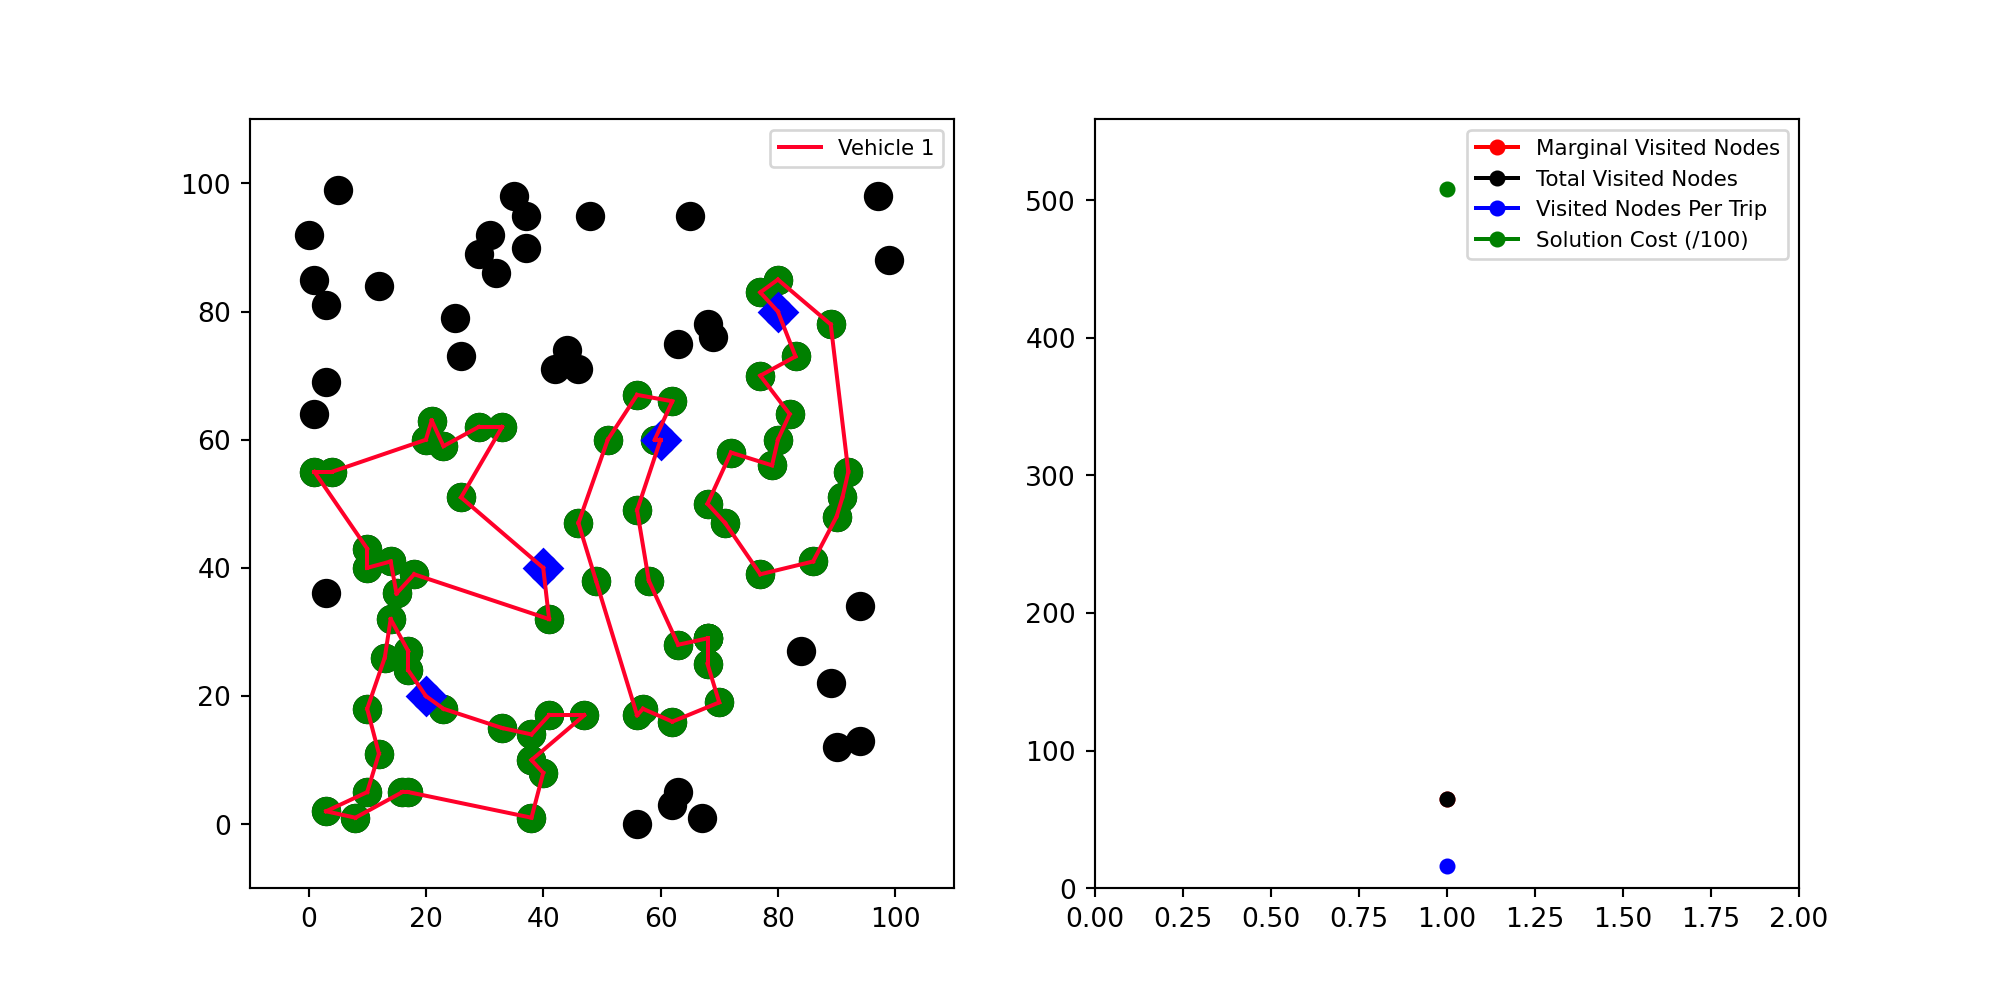 Vehicle 1
100
80
60
40
20
0
0 20 40 60 80 100
Marginal Visited Nodes
Total Visited Nodes
Visited Nodes Per Trip
Solution Cost (/100)
500
400
300
200
100
0
0.00 0.25 0.50 0.75 1.00 1.25 1.50 1.75 2.00